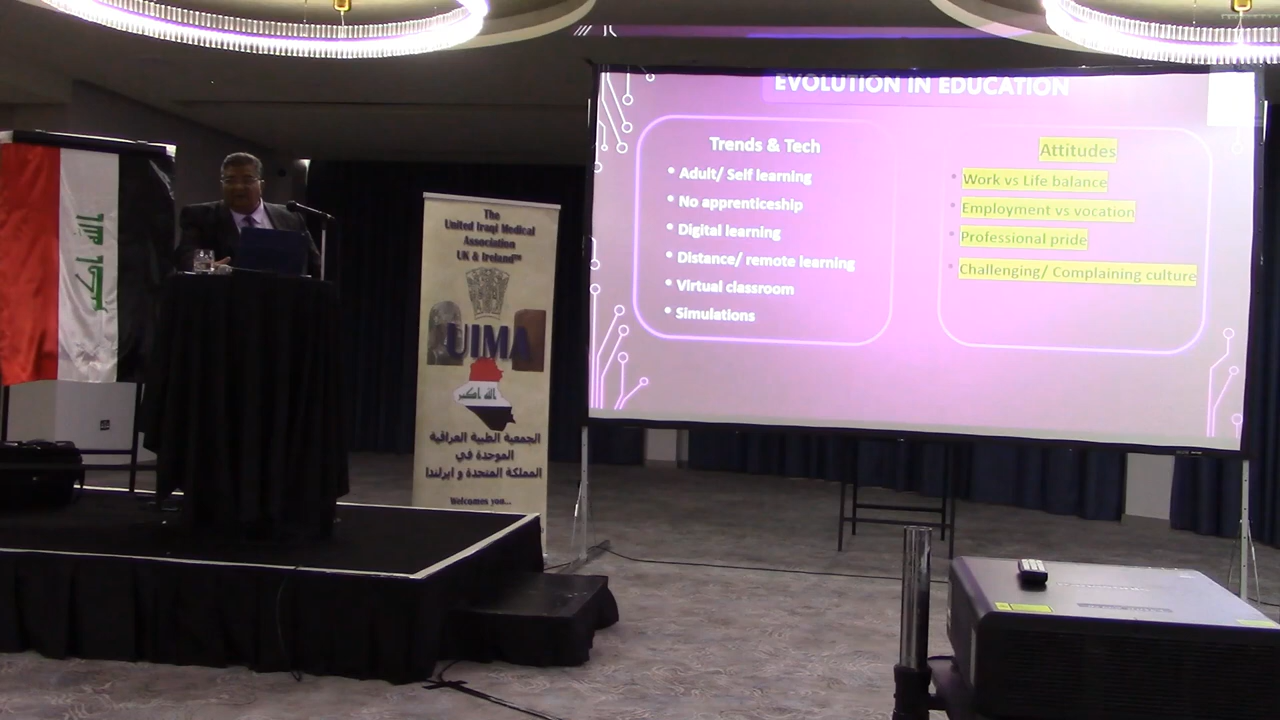 EVOLUTION IN EDUCATION
Trends & Tech
• Adult/ Self learning
• No apprenticeship
• Digital learning
• Distance/ remote learning
• Virtual classroom
• Simulations
Attitudes
• Work vs Life balance
• Employment vs vocation
• Professional pride
• Challenging/ Complaining culture
The
United Iraqi Medical
Association
UK & Ireland
UIMA
الله اكبر
الجمعية الطبية العراقية
الموحدة في
المملكة المتحدة و ايرلندا
Welcomes you...
الله اكبر